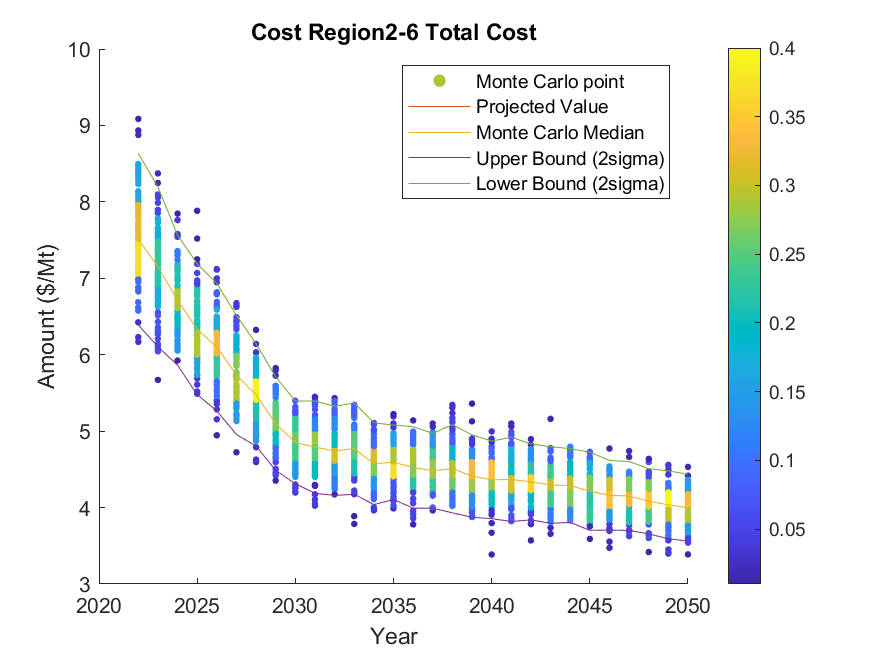 Cost Region2-6 Total Cost
10
9
8
7
6
5
4
3
Amount ($/Mt)
2020
2025
2030
2035
2040
2045
2050
Year
Monte Carlo point
Projected Value
Monte Carlo Median
Upper Bound (2sigma)
Lower Bound (2sigma)
0.4
0.35
0.3
0.25
0.2
0.15
0.1
0.05